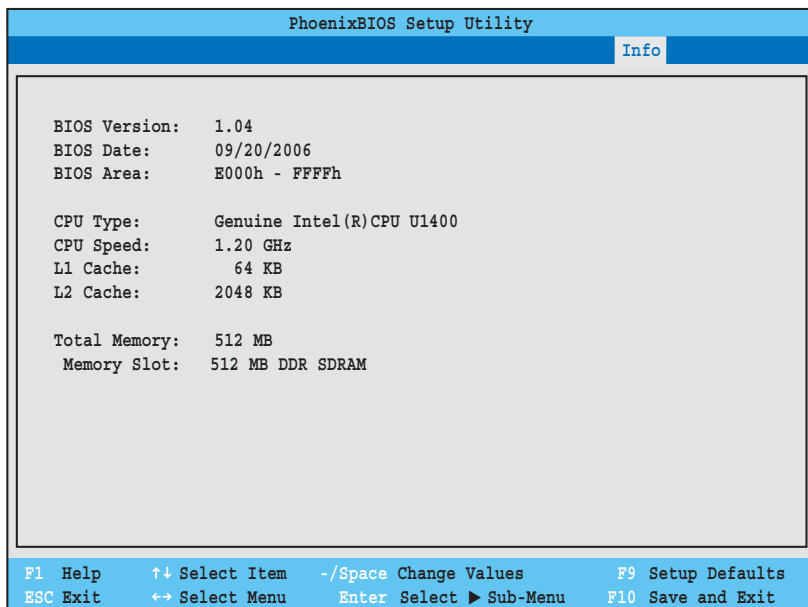 PhoenixBIOS Setup Utility
Info
BIOS Version: 1.04
BIOS Date: 09/20/2006
BIOS Area: E000h - FFFFh
CPU Type: Genuine Intel(R)CPU U1400
CPU Speed: 1.20 GHz
L1 Cache: 64 KB
L2 Cache: 2048 KB
Total Memory: 512 MB
Memory Slot: 512 MB DDR SDRAM
F1 Help ↑↓ Select Item -/Space Change Values F9 Setup Defaults
ESC Exit ←→ Select Menu Enter Select ▶ Sub-Menu F10 Save and Exit